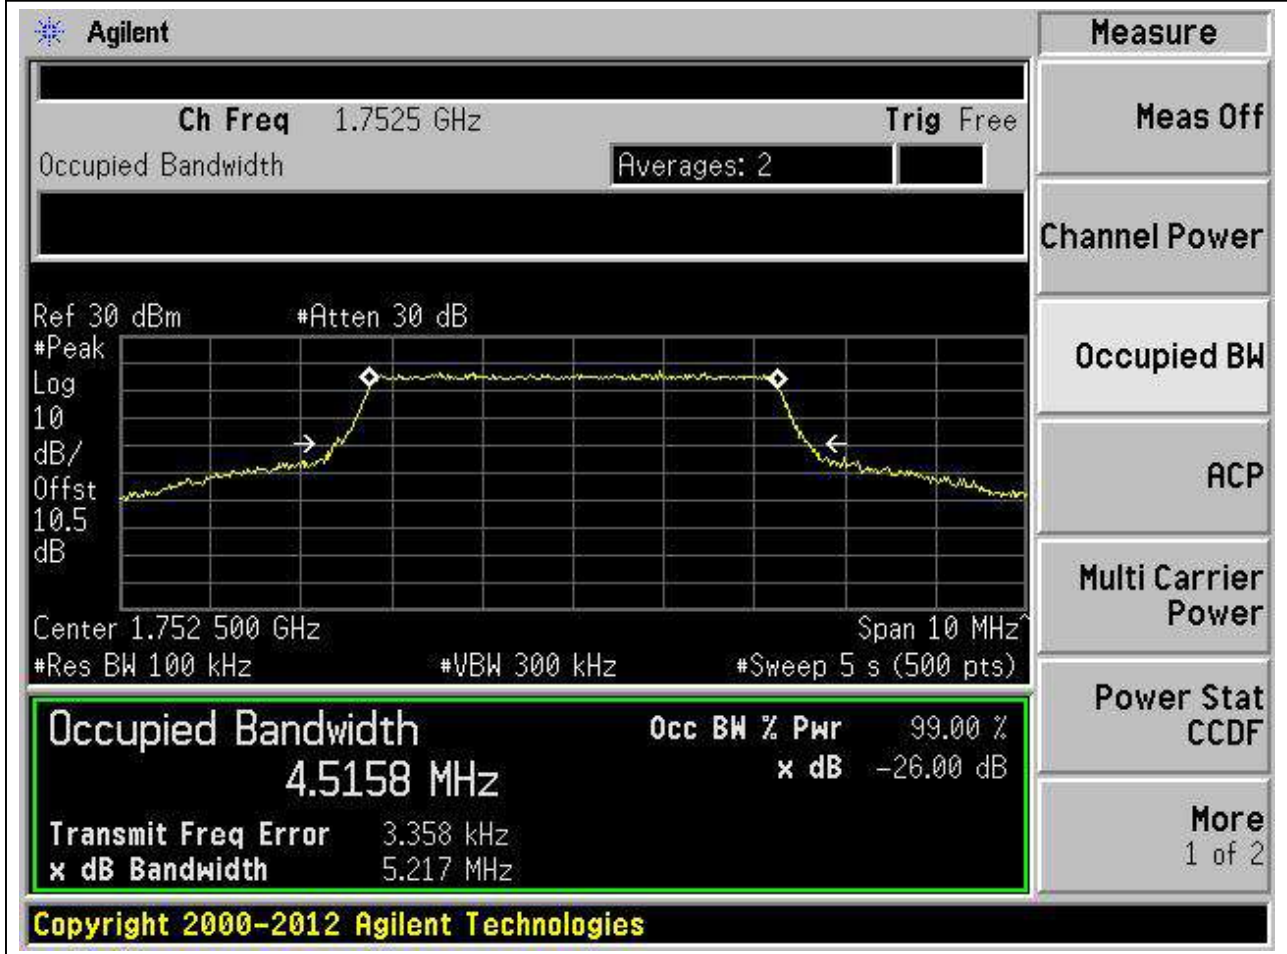 Agilent
Measure
Ch Freq 1.7525 GHz Trig Free
Occupied Bandwidth Averages: 2
Ref 30 dBm #Atten 30 dB
#Peak
Log
10
dB/
Offst
10.5
dB
Center 1.752 500 GHz Span 10 MHz^
#Res BW 100 kHz #VBW 300 kHz #Sweep 5 s (500 pts)
Occupied Bandwidth Occ BW % Pwr 99.00 %
4.5158 MHz x dB -26.00 dB
Transmit Freq Error 3.358 kHz
x dB Bandwidth 5.217 MHz
Copyright 2000-2012 Agilent Technologies
Meas Off
Channel Power
Occupied BW
ACP
Multi Carrier
Power
Power Stat
CCDF
More
1 of 2